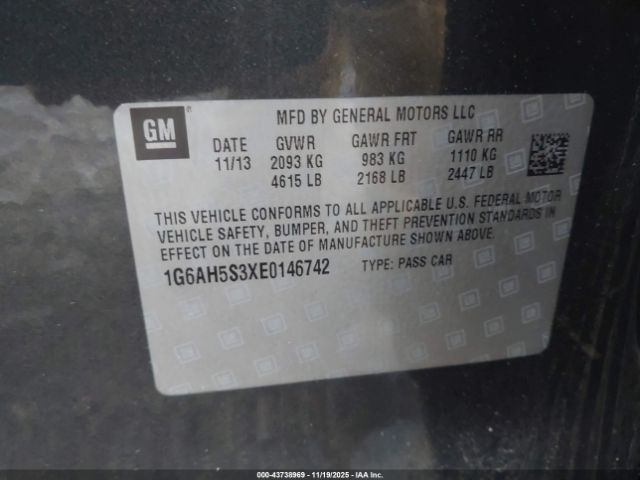 GM
MFD BY GENERAL MOTORS LLC
DATE GVWR GAWR FRT GAWR RR
11/13 2093 KG 983 KG 1110 KG
4615 LB 2168 LB 2447 LB
THIS VEHICLE CONFORMS TO ALL APPLICABLE U.S. FEDERAL MOTOR
VEHICLE SAFETY, BUMPER, AND THEFT PREVENTION STANDARDS IN
EFFECT ON THE DATE OF MANUFACTURE SHOWN ABOVE.
1G6AH5S3XE0146742 TYPE: PASS CAR
000-43738969 - 11/19/2025 - IAAI Inc.